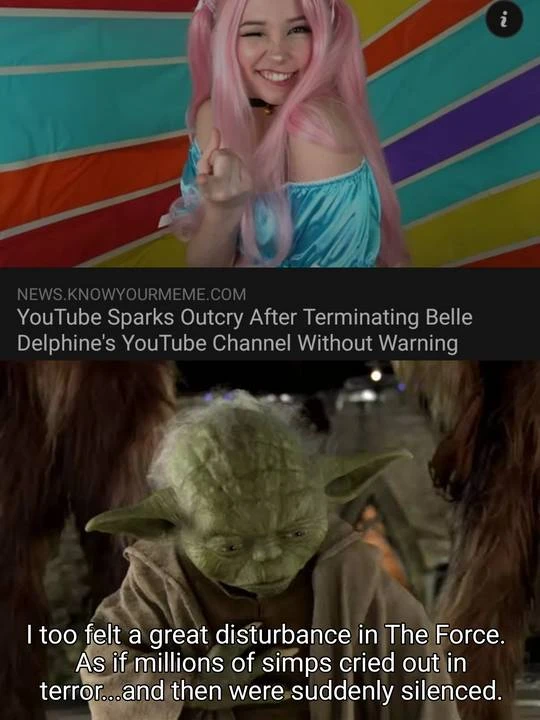 i
NEWS.KNOWYOURMEME.COM
YouTube Sparks Outcry After Terminating Belle
Delphine's YouTube Channel Without Warning
I too felt a great disturbance in The Force.
As if millions of simps cried out in
terror...and then were suddenly silenced.